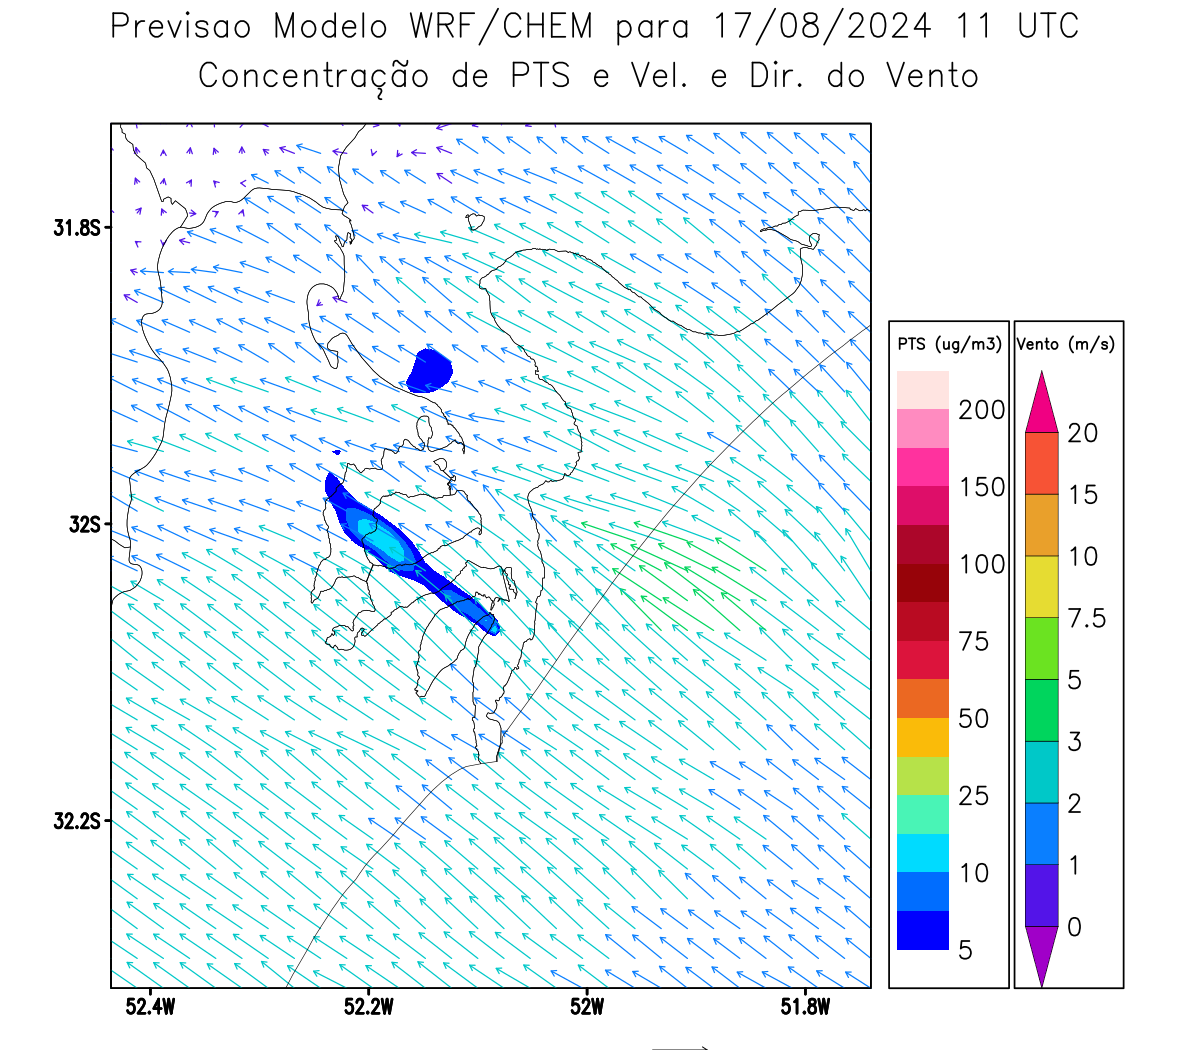 Previsao Modelo WRF/CHEM para 17/08/2024 11 UTC
Concentração de PTS e Vel. e Dir. do Vento
31.8S
32S
32.2S
52.4W 52.2W 52W 51.8W
PTS (ug/m3)
200
150
100
75
50
25
10
5
Vento (m/s)
20
15
10
7.5
5
3
2
1
0